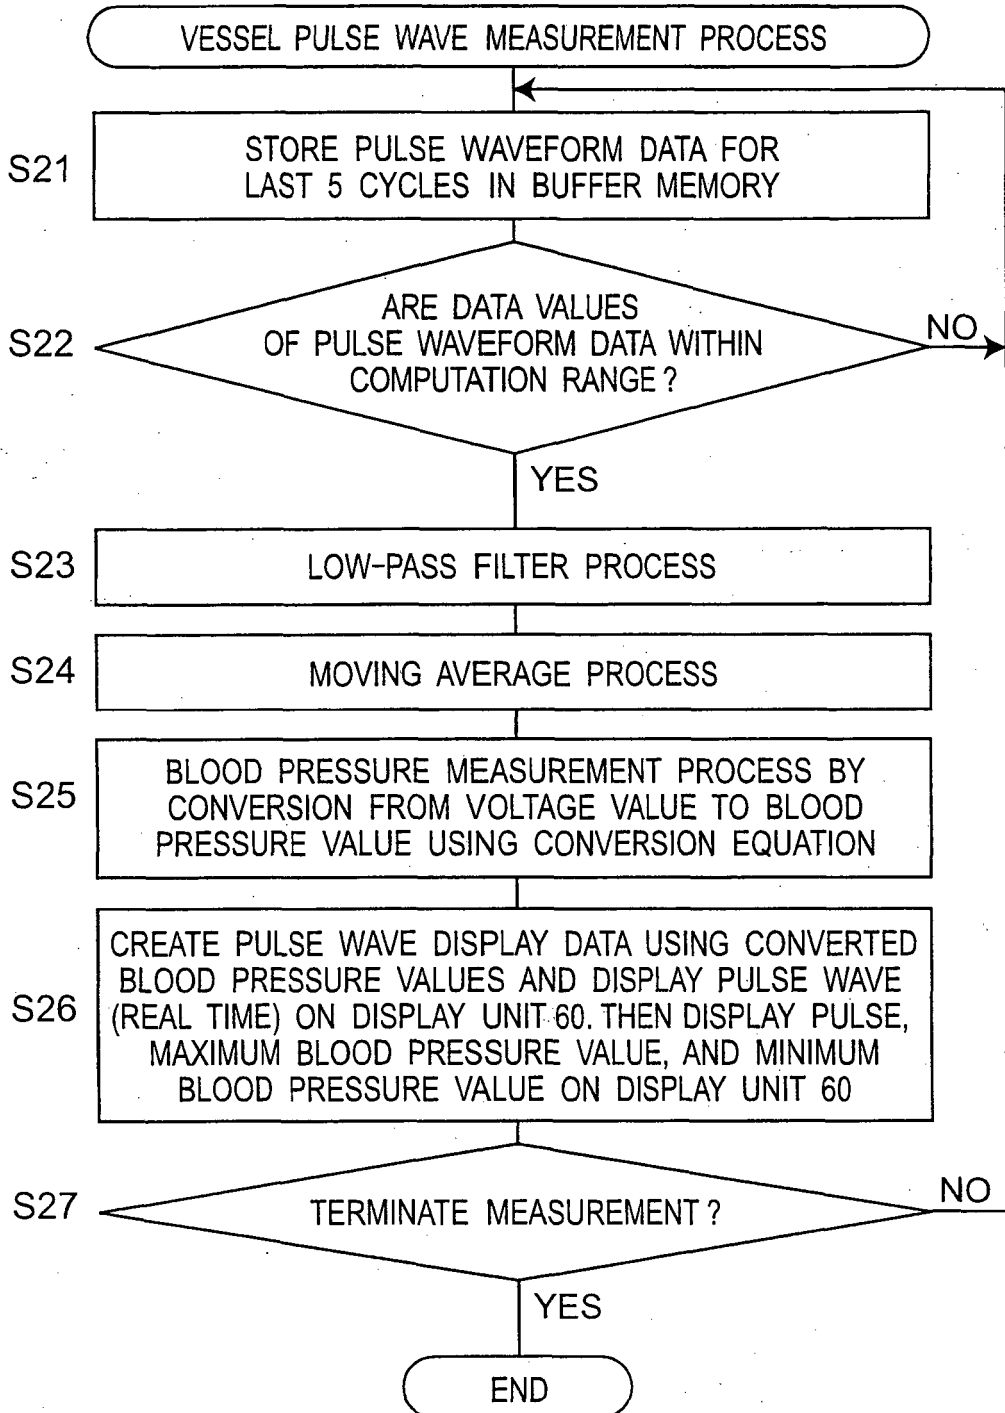 VESSEL PULSE WAVE MEASUREMENT PROCESS
S21
STORE PULSE WAVEFORM DATA FOR
LAST 5 CYCLES IN BUFFER MEMORY
S22
ARE DATA VALUES
OF PULSE WAVEFORM DATA WITHIN
COMPUTATION RANGE?
NO
YES
S23
LOW-PASS FILTER PROCESS
S24
MOVING AVERAGE PROCESS
S25
BLOOD PRESSURE MEASUREMENT PROCESS BY
CONVERSION FROM VOLTAGE VALUE TO BLOOD
PRESSURE VALUE USING CONVERSION EQUATION
S26
CREATE PULSE WAVE DISPLAY DATA USING CONVERTED
BLOOD PRESSURE VALUES AND DISPLAY PULSE WAVE
(REAL TIME) ON DISPLAY UNIT 60. THEN DISPLAY PULSE,
MAXIMUM BLOOD PRESSURE VALUE, AND MINIMUM
BLOOD PRESSURE VALUE ON DISPLAY UNIT 60
S27
TERMINATE MEASUREMENT?
NO
YES
END